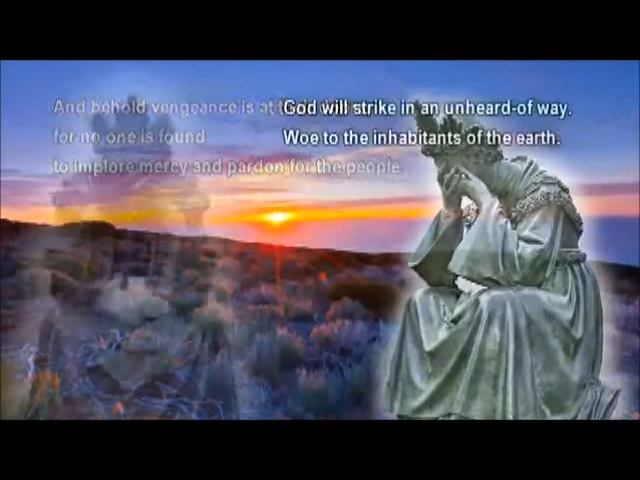 And behold vengeance is at
for no one is found
to implore mercy and pardon for the people.
God will strike in an unheard-of way.
Woe to the inhabitants of the earth.